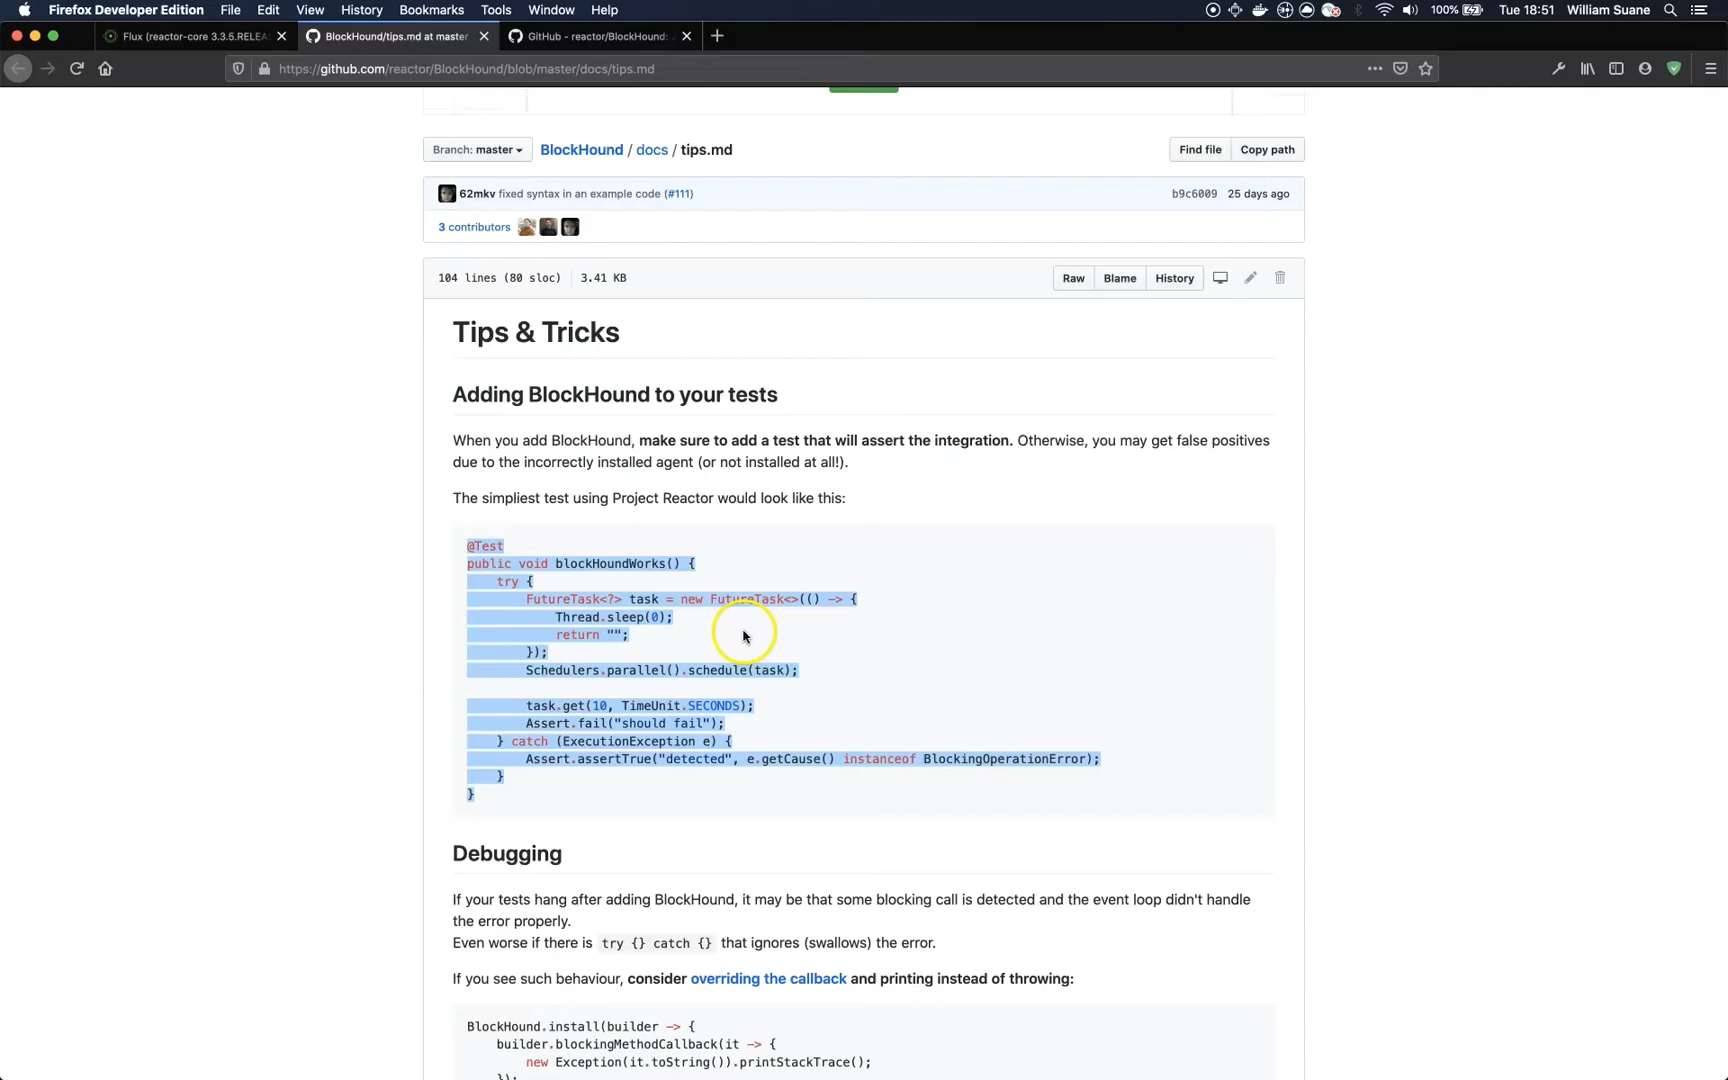 Firefox Developer Edition File Edit View History Bookmarks Tools Window Help 100% Tue 18:51 William Suane
Flux (reactor-core 3.3.5.RELEA BlockHound/tips.md at master GitHub - reactor/BlockHound:
https://github.com/reactor/BlockHound/blob/master/docs/tips.md
Branch: master BlockHound / docs / tips.md Find file Copy path
62mkv fixed syntax in an example code (#111) b9c6009 25 days ago
3 contributors
104 lines (80 sloc) 3.41 KB Raw Blame History
Tips & Tricks
Adding BlockHound to your tests
When you add BlockHound, make sure to add a test that will assert the integration. Otherwise, you may get false positives
due to the incorrectly installed agent (or not installed at all!).
The simpliest test using Project Reactor would look like this:
@Test
public void blockHoundWorks() {
try {
FutureTask<?> task = new FutureTask<>(() -> {
Thread.sleep(0);
return "";
});
Schedulers.parallel().schedule(task);
task.get(10, TimeUnit.SECONDS);
Assert.fail("should fail");
} catch (ExecutionException e) {
Assert.assertTrue("detected", e.getCause() instanceof BlockingOperationError);
}
}
Debugging
If your tests hang after adding BlockHound, it may be that some blocking call is detected and the event loop didn't handle
the error properly.
Even worse if there is try {} catch {} that ignores (swallows) the error.
If you see such behaviour, consider overriding the callback and printing instead of throwing:
BlockHound.install(builder -> {
builder.blockingMethodCallback(it -> {
new Exception(it.toString()).printStackTrace();
});